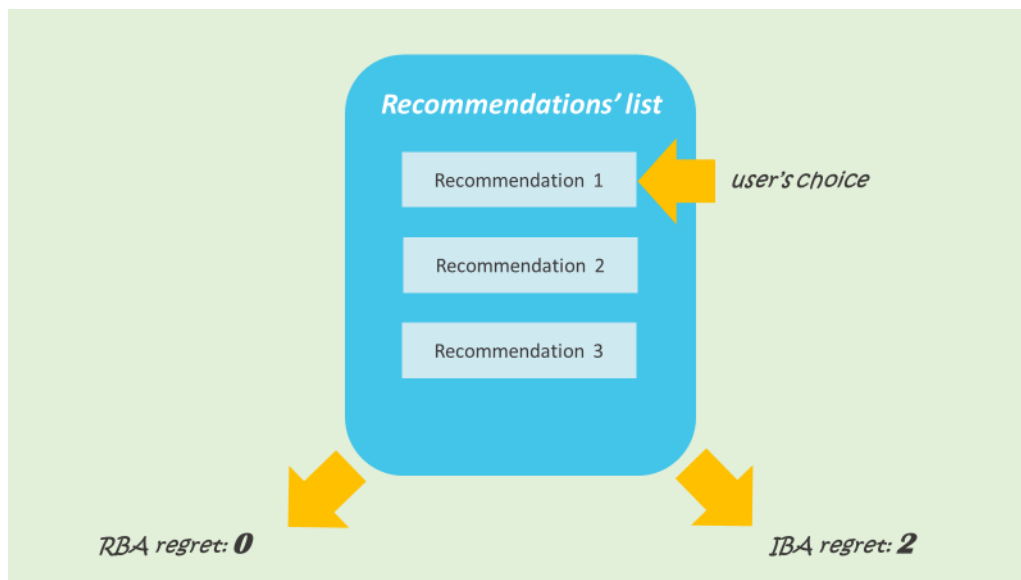 Recommendations' list
Recommendation 1
user's choice
Recommendation 2
Recommendation 3
RBA regret: 0
IBA regret: 2